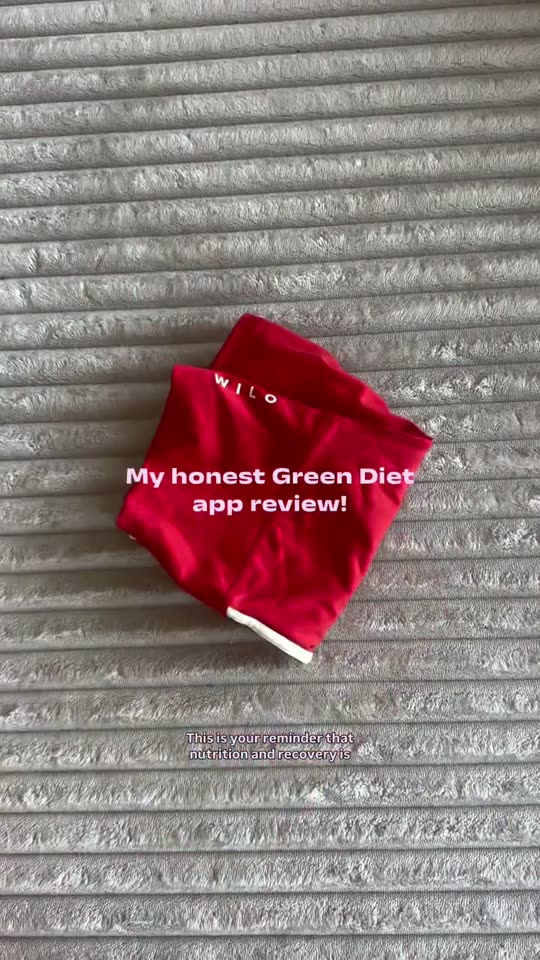 WILO
My honest Green Diet
app review!
This is your reminder that
nutrition and recovery is